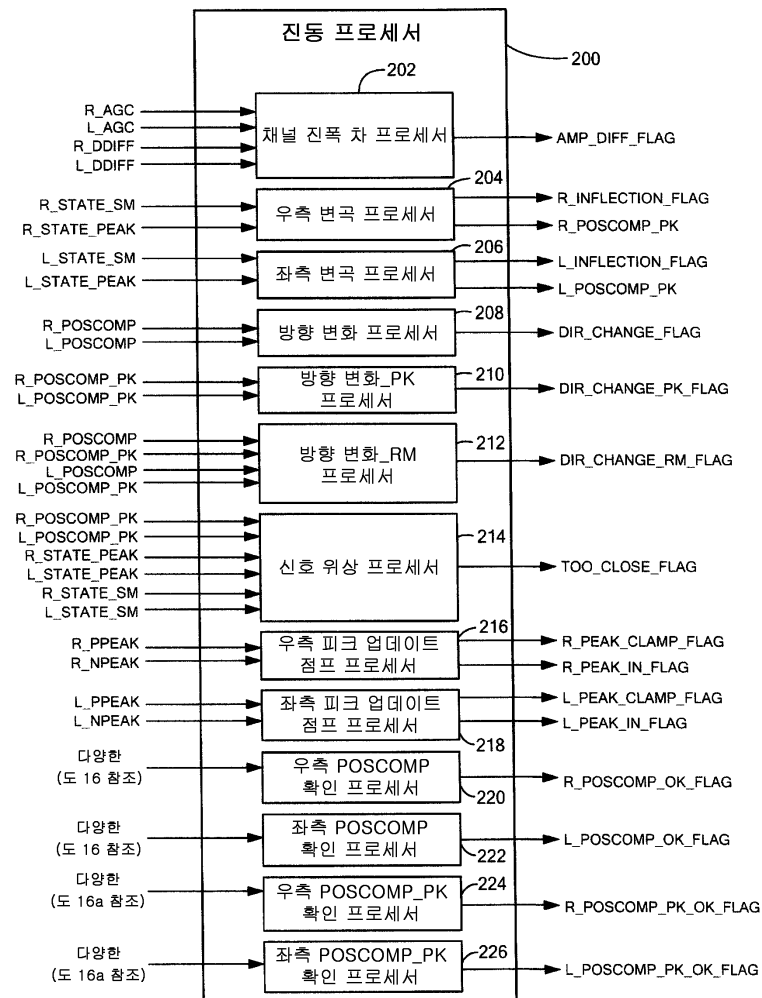 진동 프로세서
200
202
R_AGC
L_AGC
R_DDIFF
L_DDIFF
채널 진폭 차 프로세서
AMP_DIFF_FLAG
204
R_STATE_SM
R_STATE_PEAK
우측 변곡 프로세서
R_INFLECTION_FLAG
R_POSCOMP_PK
206
L_STATE_SM
L_STATE_PEAK
좌측 변곡 프로세서
L_INFLECTION_FLAG
L_POSCOMP_PK
208
R_POSCOMP
L_POSCOMP
방향 변화 프로세서
DIR_CHANGE_FLAG
210
R_POSCOMP_PK
L_POSCOMP_PK
방향 변화_PK
프로세서
DIR_CHANGE_PK_FLAG
212
R_POSCOMP
R_POSCOMP_PK
L_POSCOMP
L_POSCOMP_PK
방향 변화_RM
프로세서
DIR_CHANGE_RM_FLAG
214
R_POSCOMP_PK
L_POSCOMP_PK
R_STATE_PEAK
L_STATE_PEAK
R_STATE_SM
L_STATE_SM
신호 위상 프로세서
TOO_CLOSE_FLAG
216
R_PPEAK
R_NPEAK
우측 피크 업데이트
점프 프로세서
R_PEAK_CLAMP_FLAG
R_PEAK_IN_FLAG
L_PPEAK
L_NPEAK
좌측 피크 업데이트
점프 프로세서
218
L_PEAK_CLAMP_FLAG
L_PEAK_IN_FLAG
다양한
(도 16 참조)
우측 POSCOMP
확인 프로세서
220
R_POSCOMP_OK_FLAG
다양한
(도 16 참조)
좌측 POSCOMP
확인 프로세서
222
L_POSCOMP_OK_FLAG
다양한
(도 16a 참조)
우측 POSCOMP_PK
확인 프로세서
224
R_POSCOMP_PK_OK_FLAG
다양한
(도 16a 참조)
좌측 POSCOMP_PK
확인 프로세서
226
L_POSCOMP_PK_OK_FLAG